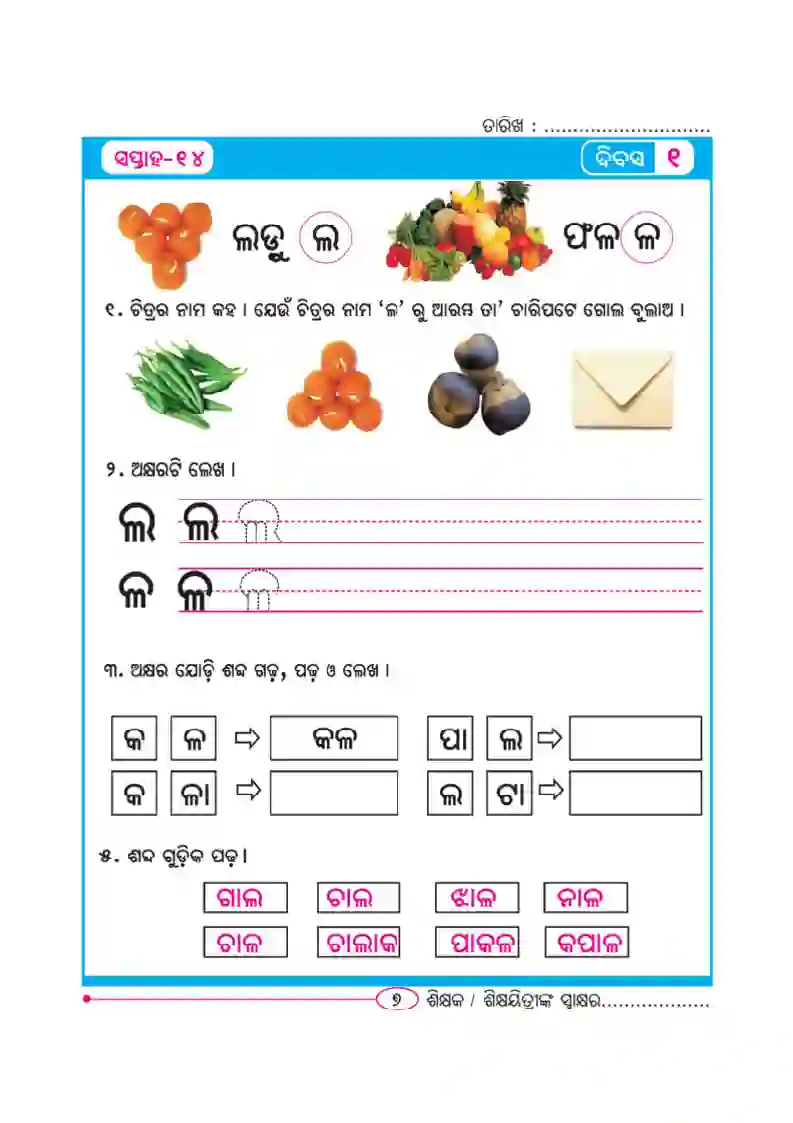 ତାରିଖ : .............................
ସପ୍ତାହ-୧୪ ଦିବସ ୧
ଲଡୁ ଲ ଫଳ ଳ
୧. ଚିତ୍ରର ନାମ କହ । ଯେଉଁ ଚିତ୍ରର ନାମ ‘ଳ’ ରୁ ଆରମ୍ଭ ତା’ ଚାରିପଟେ ଗୋଲ ବୁଲାଅ ।
୨. ଅକ୍ଷରଟି ଲେଖ ।
ଲ ଲ ଲ
ଳ ଳ ଳ
୩. ଅକ୍ଷର ଯୋଡ଼ି ଶବ୍ଦ ଗଢ଼, ପଢ଼ ଓ ଲେଖ ।
କ ଳ ⇨ କଳ ପା ଲ ⇨
କ ଳା ⇨ ଲ ଟା ⇨
୫. ଶବ୍ଦ ଗୁଡ଼ିକ ପଢ଼ ।
ଗାଲ ଚାଲ ଝାଳ ନାଳ
ତାଳ ଚାଲାକ ପାକଳ କପାଳ
୭ ଶିକ୍ଷକ / ଶିକ୍ଷୟିତ୍ରୀଙ୍କ ସ୍ୱାକ୍ଷର...................